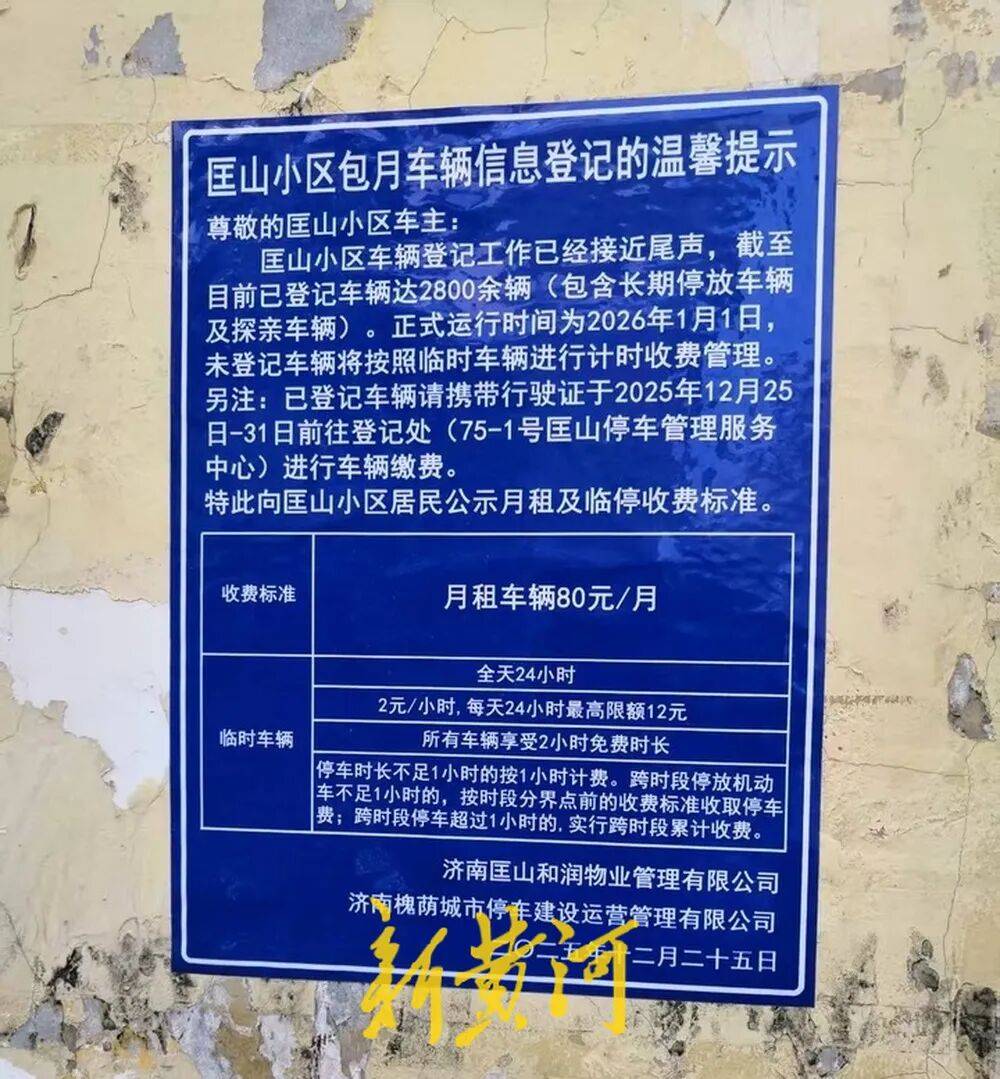 匡山小区包月车辆信息登记的温馨提示
尊敬的匡山小区车主：
匡山小区车辆登记工作已经接近尾声，截至
目前已登记车辆达2800余辆（包含长期停放车辆
及探亲车辆）。正式运行时间为2026年1月1日，
未登记车辆将按照临时车辆进行计时收费管理。
另注：已登记车辆请携带行驶证于2025年12月25
日-31日前往登记处（75-1号匡山停车管理服务
中心）进行车辆缴费。
特此向匡山小区居民公示月租及临停收费标准。
收费标准
月租车辆80元/月
临时车辆
全天24小时
2元/小时,每天24小时最高限额12元
所有车辆享受2小时免费时长
停车时长不足1小时的按1小时计费。跨时段停放机动
车不足1小时的，按时段分界点前的收费标准收取停车
费；跨时段停车超过1小时的,实行跨时段累计收费。
济南匡山和润物业管理有限公司
济南槐荫城市停车建设运营管理有限公司
二〇二五年十二月二十五日
新黄河